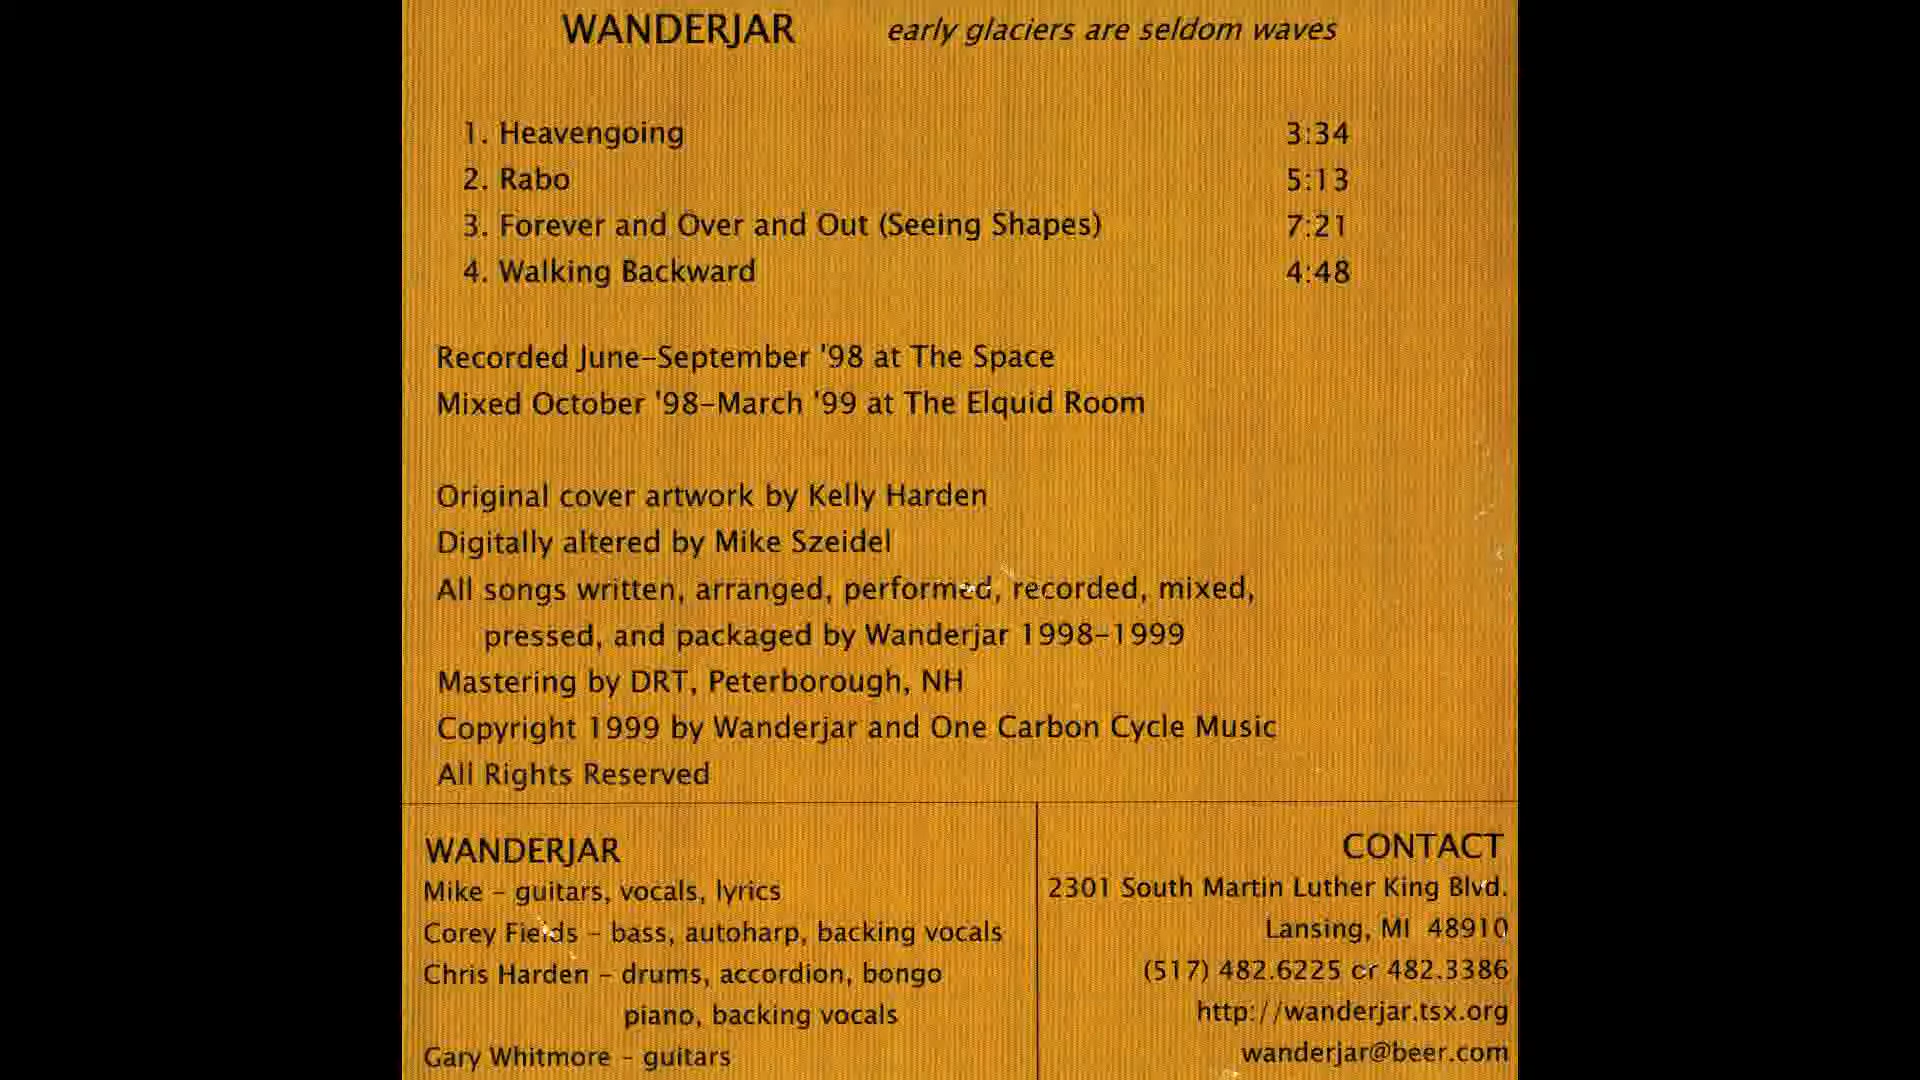 WANDERJAR early glaciers are seldom waves
1. Heavengoing 3:34
2. Rabo 5:13
3. Forever and Over and Out (Seeing Shapes) 7:21
4. Walking Backward 4:48
Recorded June-September '98 at The Space
Mixed October '98-March '99 at The Elquid Room
Original cover artwork by Kelly Harden
Digitally altered by Mike Szeidel
All songs written, arranged, performed, recorded, mixed,
pressed, and packaged by Wanderjar 1998-1999
Mastering by DRT, Peterborough, NH
Copyright 1999 by Wanderjar and One Carbon Cycle Music
All Rights Reserved
WANDERJAR
Mike - guitars, vocals, lyrics
Corey Fields - bass, autoharp, backing vocals
Chris Harden - drums, accordion, bongo
piano, backing vocals
Gary Whitmore - guitars
CONTACT
2301 South Martin Luther King Blvd.
Lansing, MI 48910
(517) 482.6225 or 482.3386
http://wanderjar.tsx.org
wanderjar@beer.com